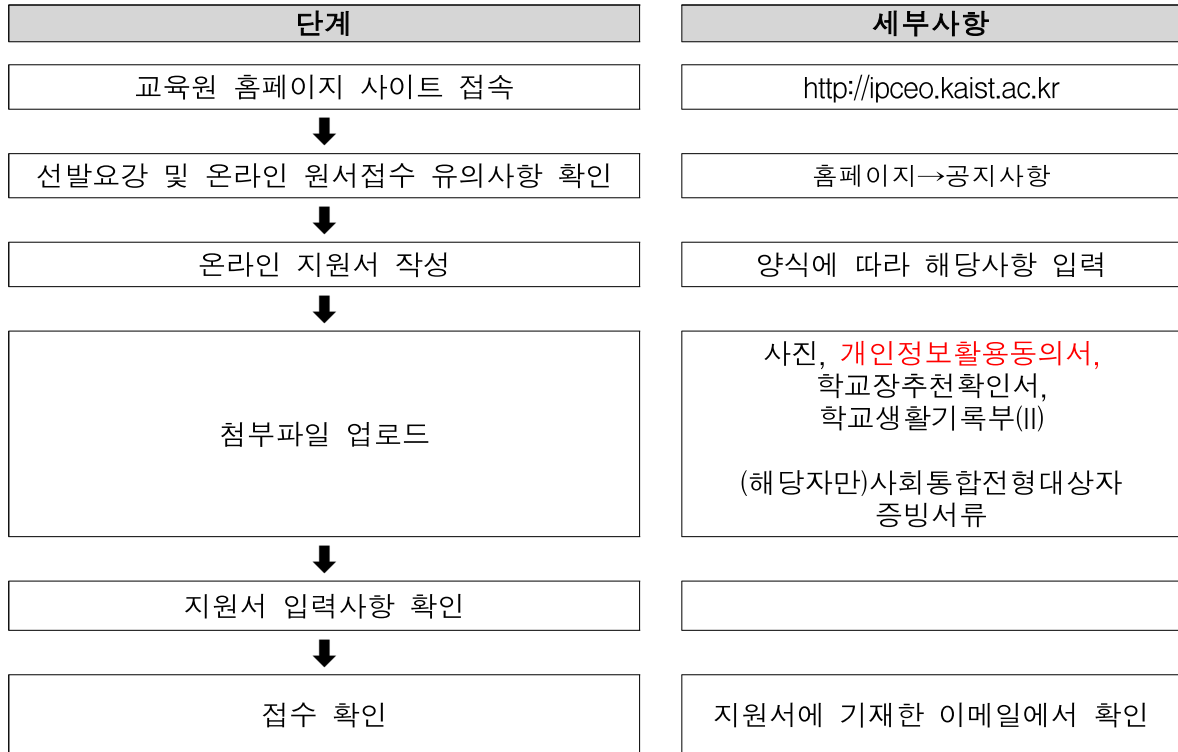 단계
세부사항
교육원 홈페이지 사이트 접속
http://ipceo.kaist.ac.kr
선발요강 및 온라인 원서접수 유의사항 확인
홈페이지→공지사항
온라인 지원서 작성
양식에 따라 해당사항 입력
첨부파일 업로드
사진, 개인정보활용동의서,
학교장추천확인서,
학교생활기록부(II)
(해당자만)사회통합전형대상자
증빙서류
지원서 입력사항 확인
접수 확인
지원서에 기재한 이메일에서 확인